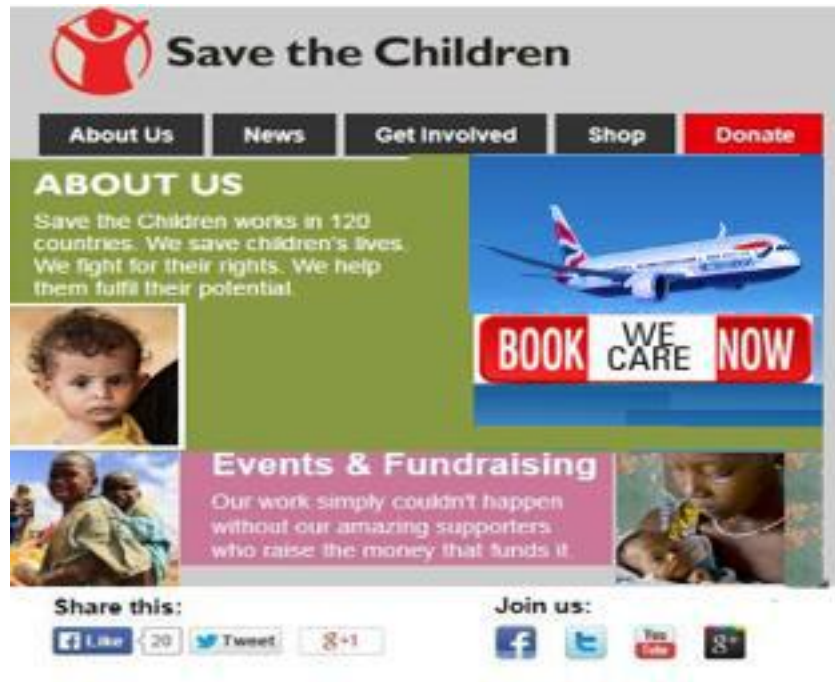 Save the Children
About Us News Get Involved Shop Donate
ABOUT US
Save the Children works in 120
countries. We save children's lives.
We fight for their rights. We help
them fulfil their potential.
BOOK WE CARE NOW
Events & Fundraising
Our work simply couldn't happen
without our amazing supporters
who raise the money that funds it.
Share this: Join us:
Like 20 Tweet g+1 f t You Tube g+